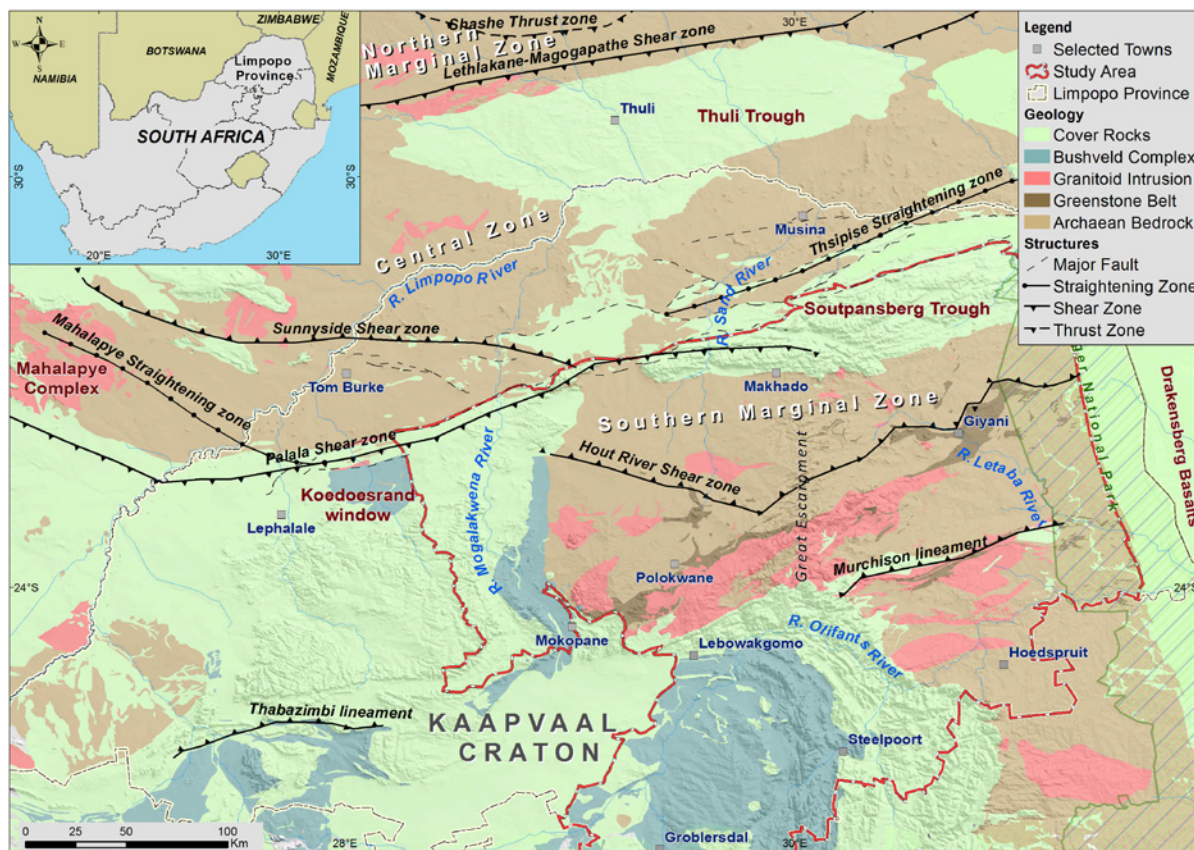 ZIMBABWE
BOTSWANA
MOZAMBIQUE
NAMIBIA
Limpopo
Province
SOUTH AFRICA
N
W E
S
30°S
30°S
20°E
30°E
30°E
Shashe Thrust zone
Northern
Marginal Zone
Lethlakane-Magogapathe Shear zone
Thuli
Thuli Trough
Legend
Selected Towns
Study Area
Limpopo Province
Geology
Cover Rocks
Bushveld Complex
Granitoid Intrusion
Greenstone Belt
Archaean Bedrock
Structures
Major Fault
Straightening Zone
Shear Zone
Thrust Zone
Central Zone
R. Limpopo River
Musina
Thsipise Straightening zone
R. Sand River
Soutpansberg Trough
Sunnyside Shear zone
Mahalapye Straightening zone
Mahalapye
Complex
Tom Burke
Makhado
Southern Marginal Zone
Giyani
Palala Shear zone
R. Mogalakwena River
Hout River Shear zone
Great Escarpment
R. Letaba River
ger National Park
Drakensberg Basalts
Koedoesrand
window
Lephalale
Murchison lineament
Polokwane
24°S
24°S
Mokopane
Lebowakgomo
R. Olifants River
Hoedspruit
Thabazimbi lineament
KAAPVAAL
CRATON
Steelpoort
Groblersdal
0 25 50 100
Km
28°E
30°E